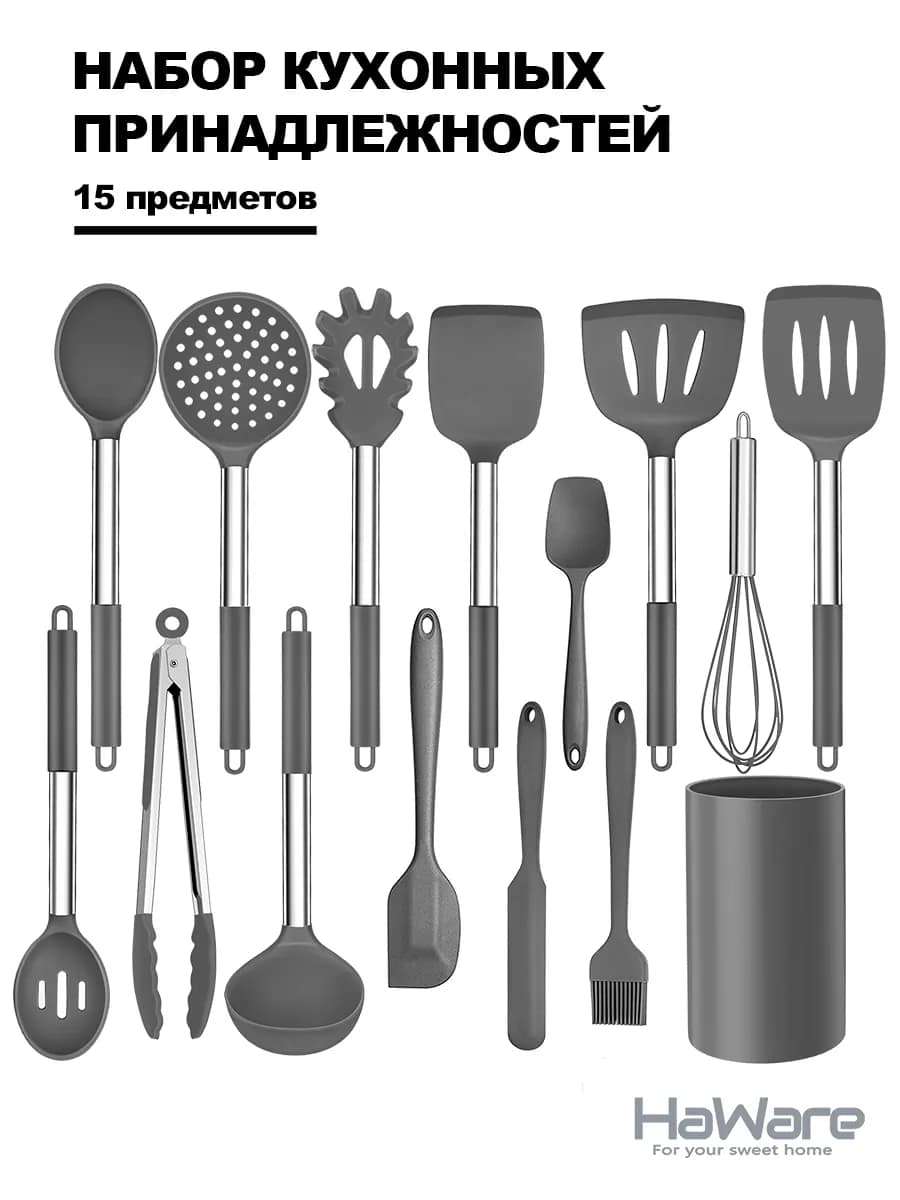 НАБОР КУХОННЫХ
ПРИНАДЛЕЖНОСТЕЙ
15 предметов
HaWare
For your sweet home